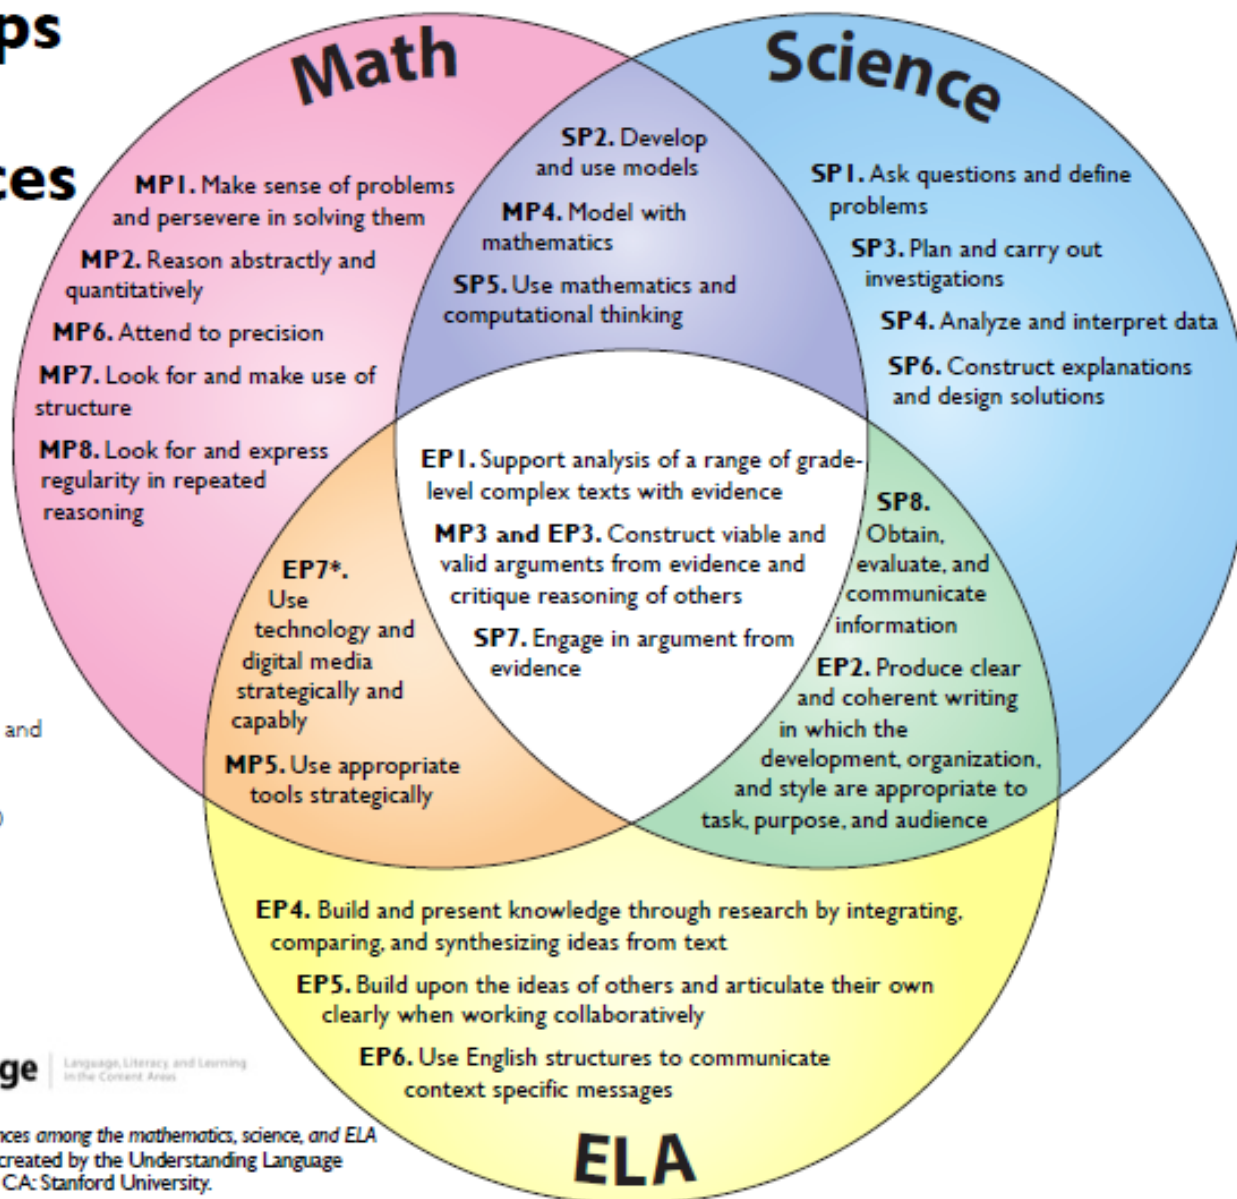 ps
ces
Math
MP1. Make sense of problems
and persevere in solving them
MP2. Reason abstractly and
quantitatively
MP6. Attend to precision
MP7. Look for and make use of
structure
MP8. Look for and express
regularity in repeated
reasoning
SP2. Develop
and use models
MP4. Model with
mathematics
SP5. Use mathematics and
computational thinking
Science
SP1. Ask questions and define
problems
SP3. Plan and carry out
investigations
SP4. Analyze and interpret data
SP6. Construct explanations
and design solutions
EP1. Support analysis of a range of grade-
level complex texts with evidence
MP3 and EP3. Construct viable and
valid arguments from evidence and
critique reasoning of others
SP7. Engage in argument from
evidence
EP7*.
Use
technology and
digital media
strategically and
capably
MP5. Use appropriate
tools strategically
SP8.
Obtain,
evaluate, and
communicate
information
EP2. Produce clear
and coherent writing
in which the
development, organization,
and style are appropriate to
task, purpose, and audience
and
)
EP4. Build and present knowledge through research by integrating,
comparing, and synthesizing ideas from text
EP5. Build upon the ideas of others and articulate their own
clearly when working collaboratively
EP6. Use English structures to communicate
context specific messages
ELA
ge
Language, Literacy, and Learning
in the Content Areas
nces among the mathematics, science, and ELA
created by the Understanding Language
CA: Stanford University.